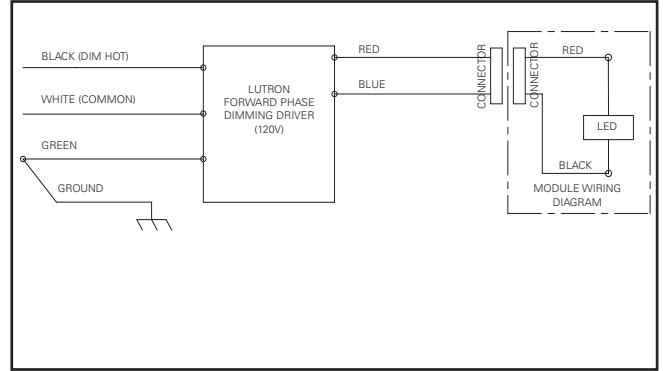 BLACK (DIM HOT)
WHITE (COMMON)
GREEN
GROUND
LUTRON
FORWARD PHASE
DIMMING DRIVER
(120V)
RED
BLUE
CONNECTOR
CONNECTOR
RED
LED
BLACK
MODULE WIRING
DIAGRAM